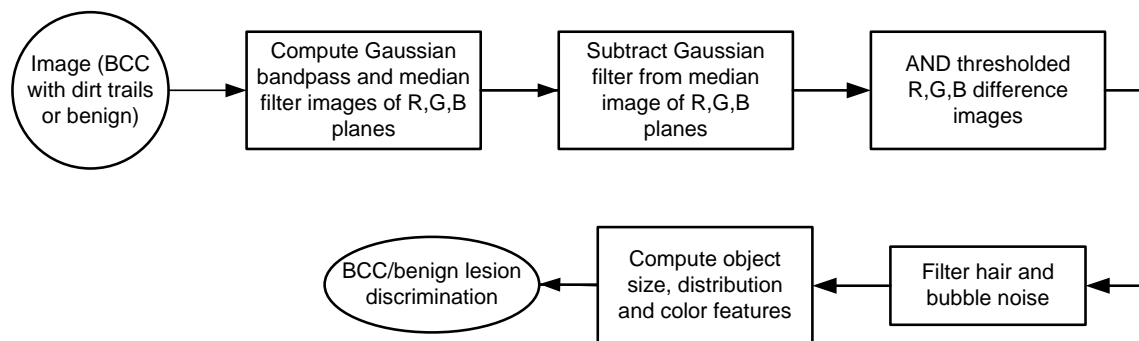 Image (BCC
with dirt trails
or benign)
Compute Gaussian
bandpass and median
filter images of R,G,B
planes
Subtract Gaussian
filter from median
image of R,G,B
planes
AND thresholded
R,G,B difference
images
Filter hair and
bubble noise
Compute object
size, distribution
and color features
BCC/benign lesion
discrimination